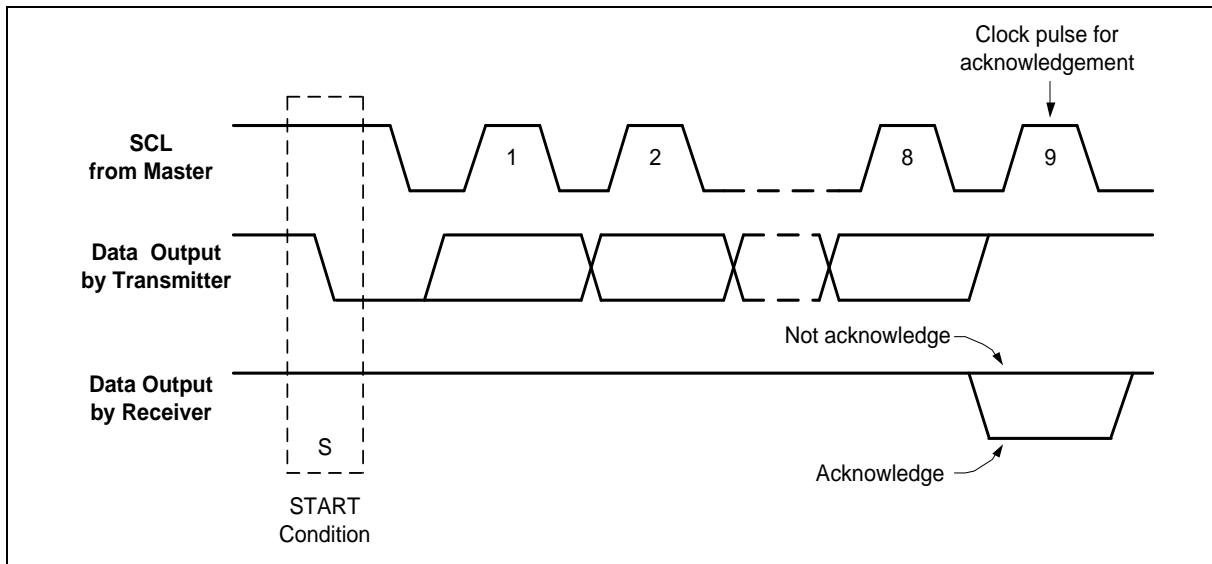 Clock pulse for
acknowledgement
SCL
from Master
1
2
8
9
Data Output
by Transmitter
Not acknowledge
Data Output
by Receiver
S
Acknowledge
START
Condition